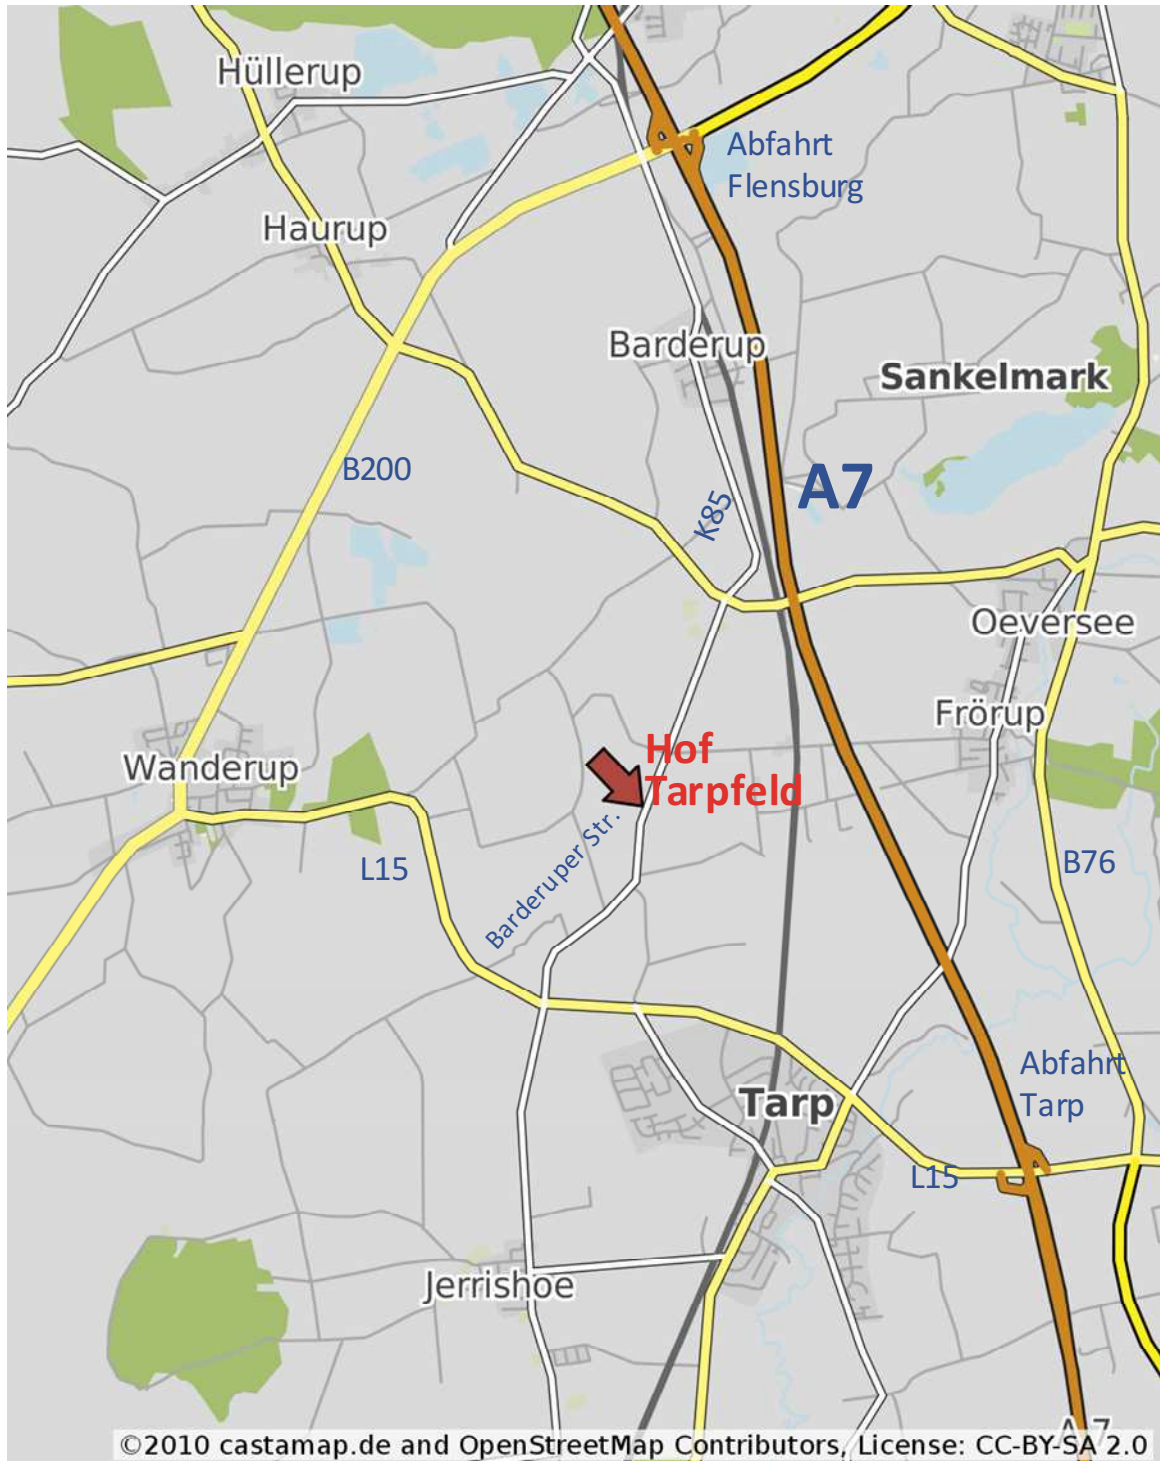 Hüllerup
Abfahrt
Flensburg
Haurup
Barderup
Sankelmark
B200
A7
K85
Oeversee
Frörup
Hof
Tarpfeld
Wanderup
Barderuper Str.
L15
B76
Abfahrt
Tarp
Tarp
L15
Jerrishoe
A 7
©2010 castamap.de and OpenStreetMap Contributors, License: CC-BY-SA 2.0